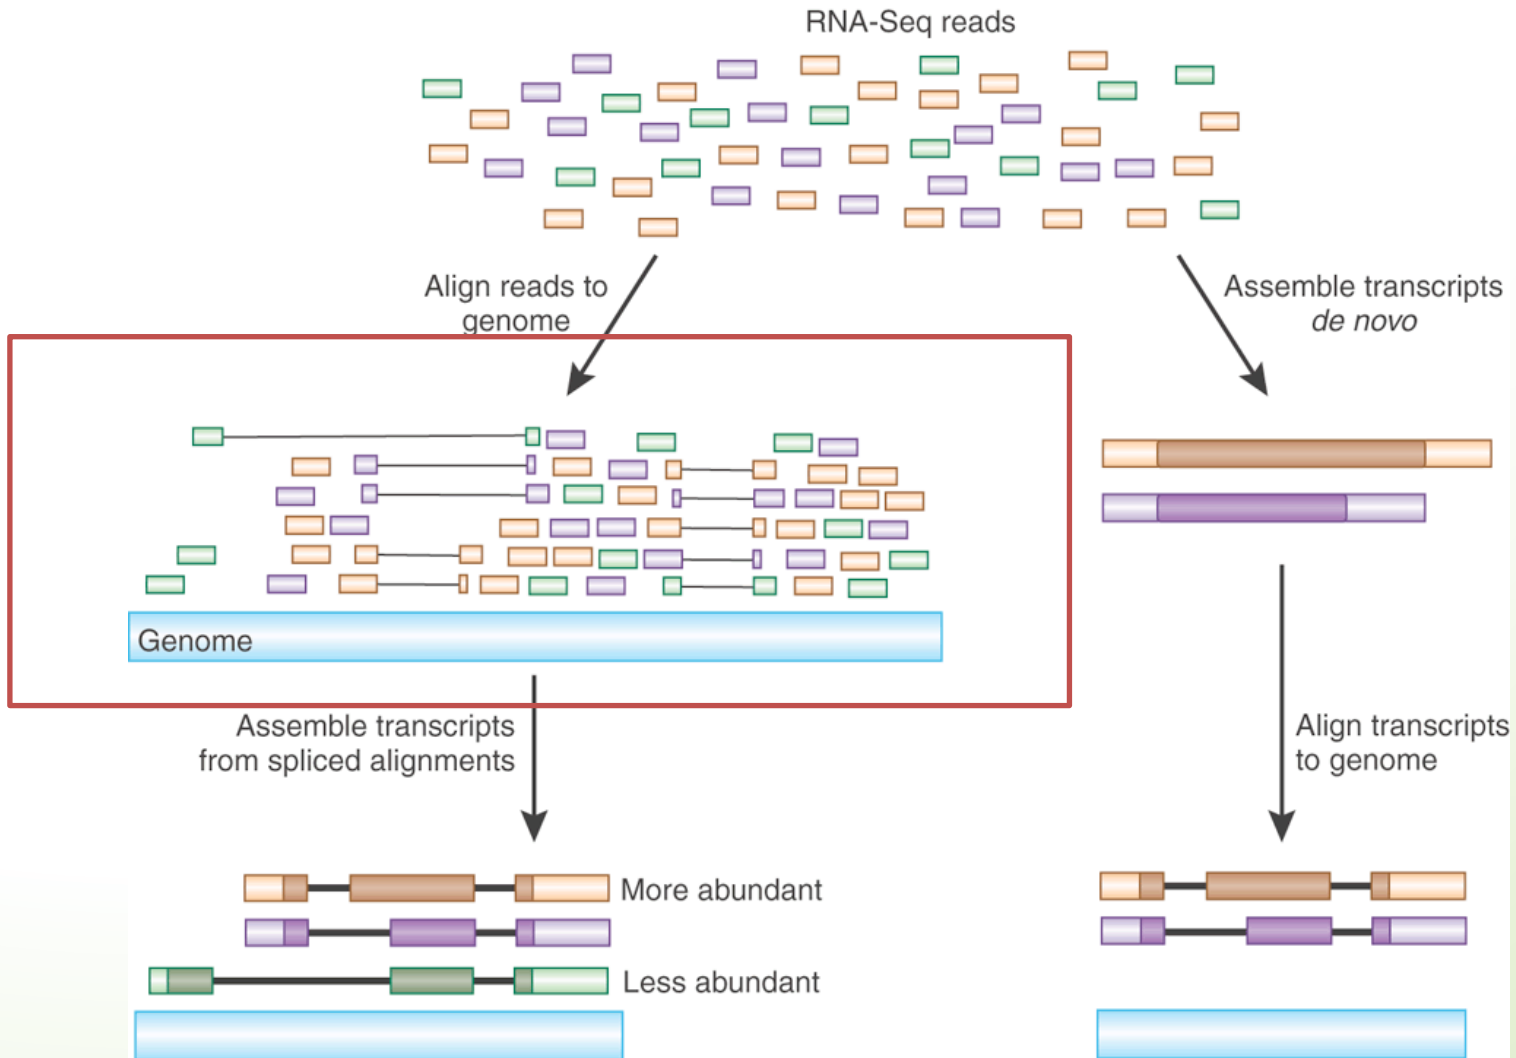 RNA-Seq reads
Align reads to
genome
Assemble transcripts
de novo
Genome
Assemble transcripts
from spliced alignments
Align transcripts
to genome
More abundant
Less abundant